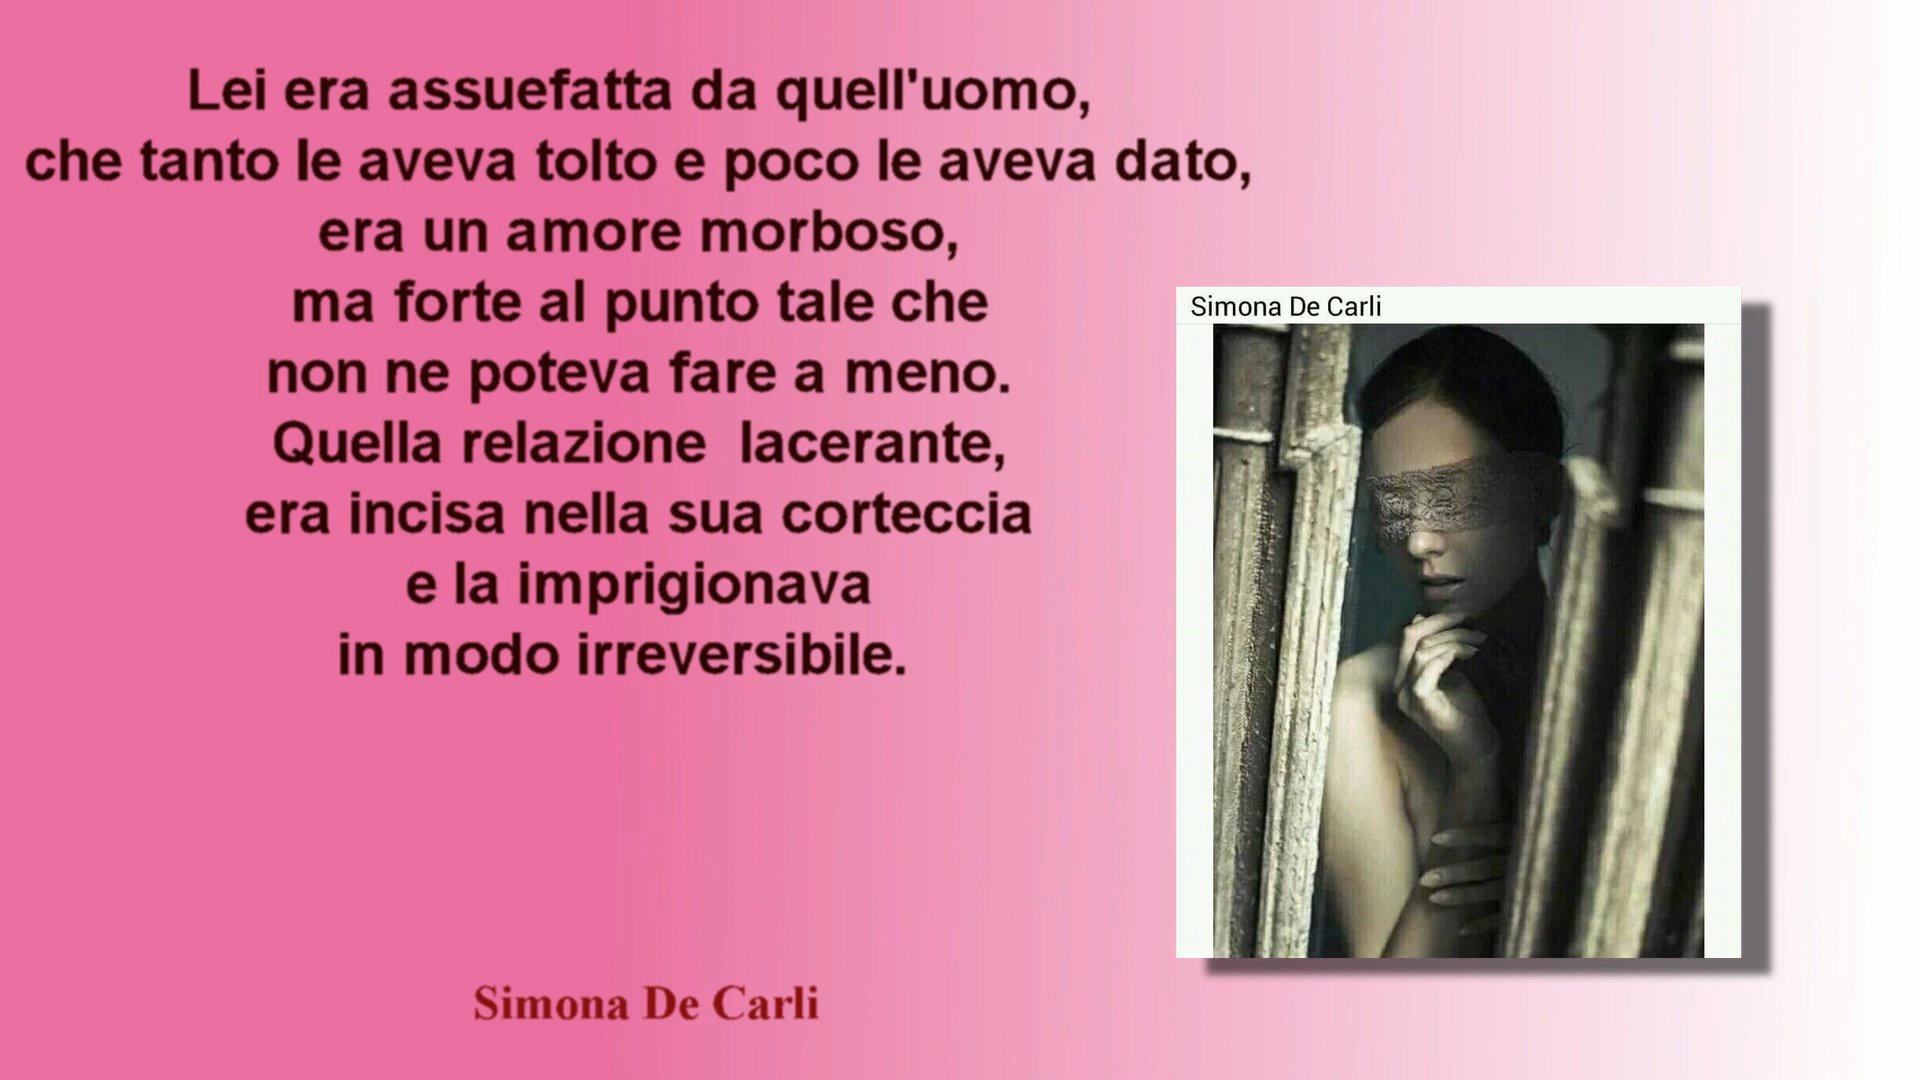 Lei era assuefatta da quell'uomo,
che tanto le aveva tolto e poco le aveva dato,
era un amore morboso,
ma forte al punto tale che
non ne poteva fare a meno.
Quella relazione  lacerante,
era incisa nella sua corteccia
e la imprigionava
in modo irreversibile.
Simona De Carli
Simona De Carli